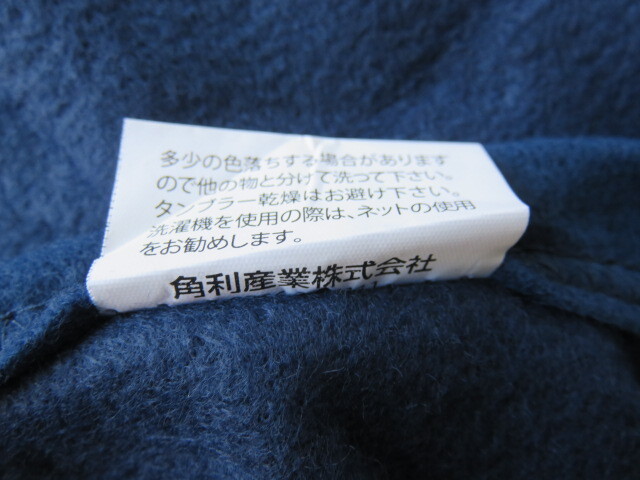 多少の色落ちする場合があります
ので他の物と分けて洗って下さい。
タンブラー乾燥はお避け下さい。
洗濯機を使用の際は、ネットの使用
をお勧めします。
角利産業株式会社